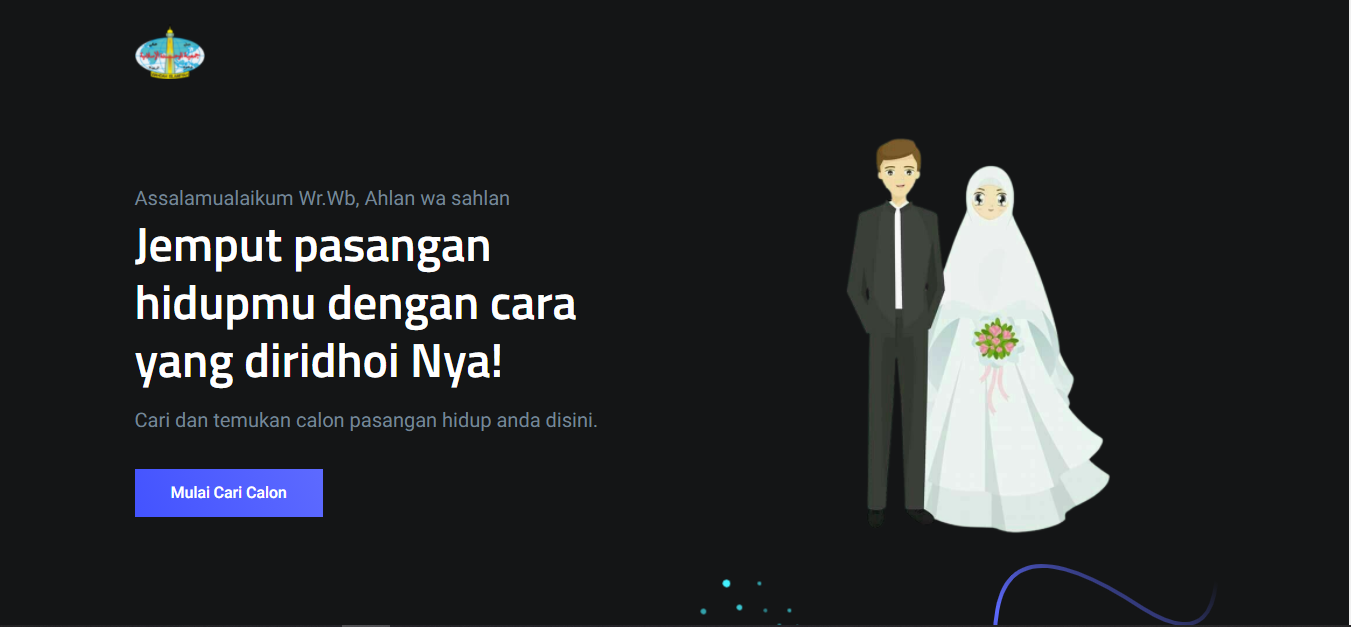 Assalamualaikum Wr.Wb, Ahlan wa sahlan
Jemput pasangan
hidupmu dengan cara
yang diridhoi Nya!
Cari dan temukan calon pasangan hidup anda disini.
Mulai Cari Calon